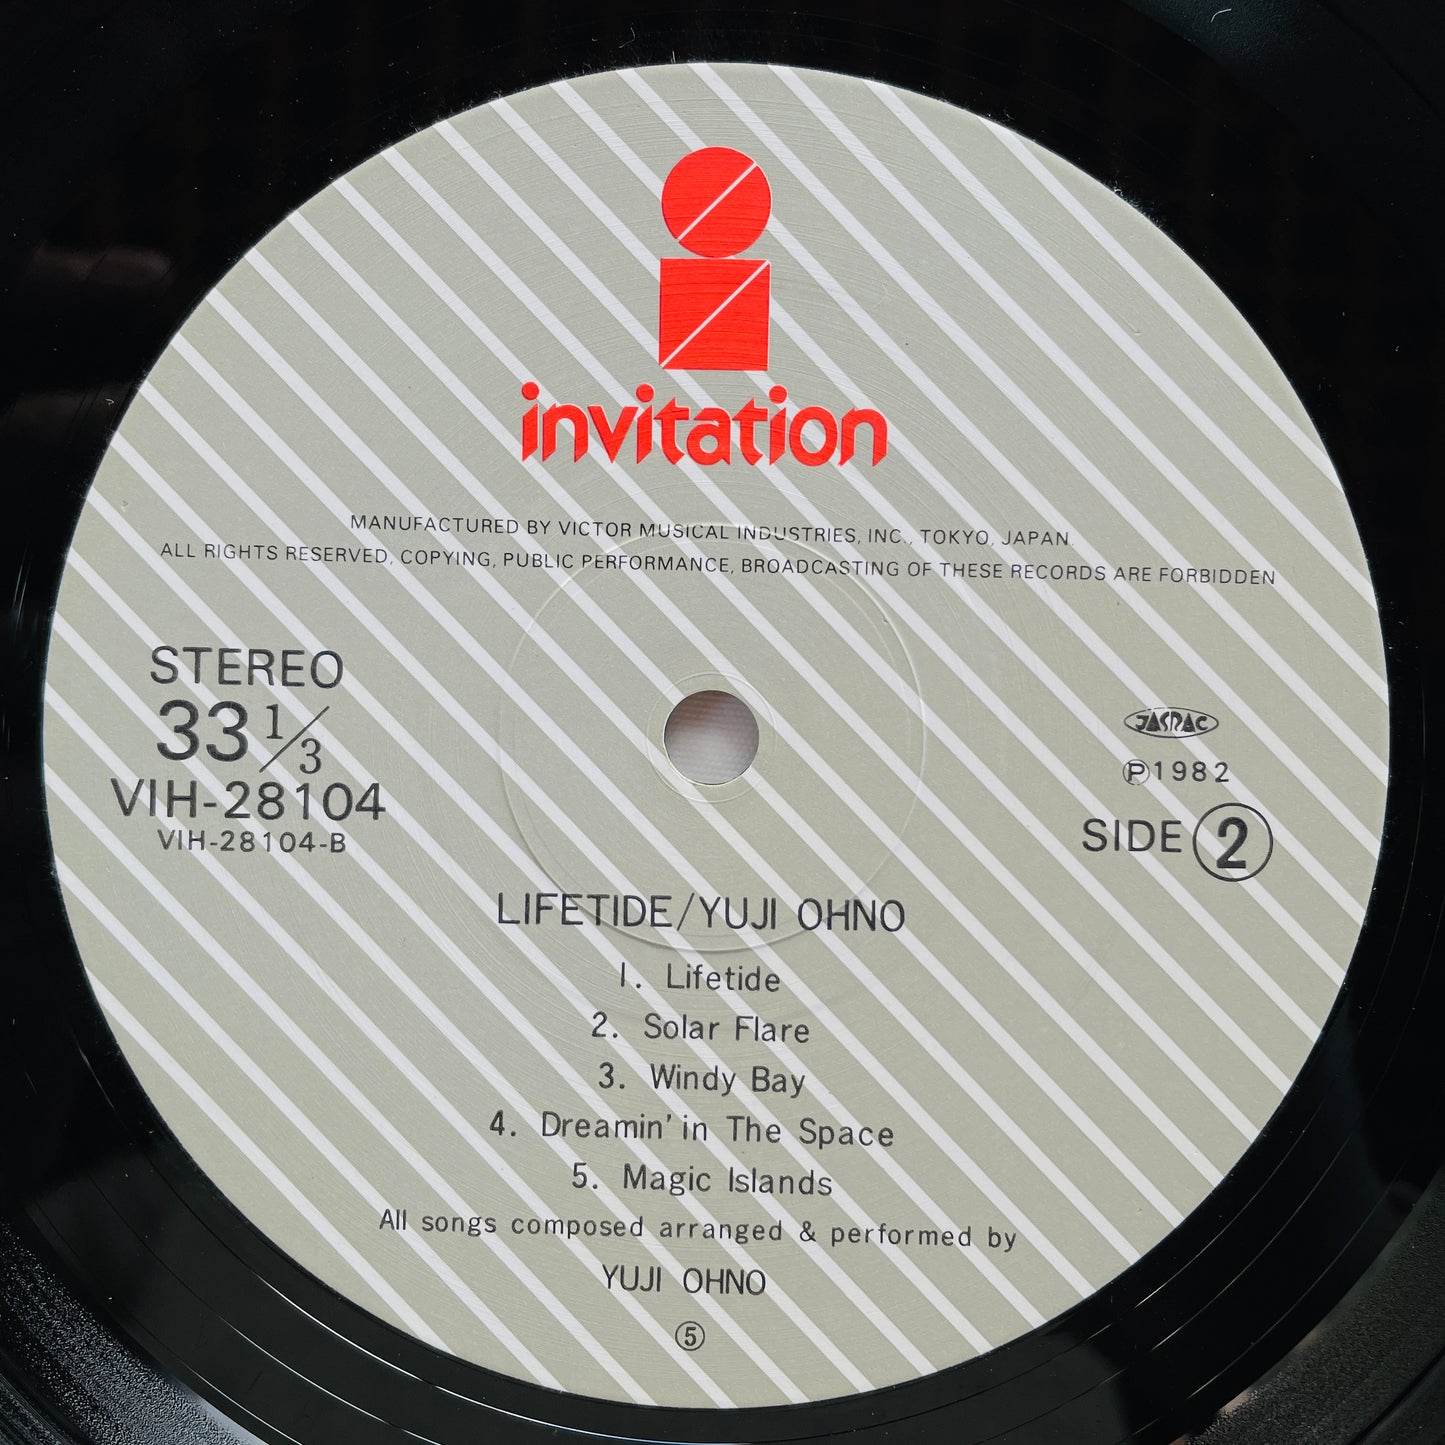 invitation
MANUFACTURED BY VICTOR MUSICAL INDUSTRIES, INC., TOKYO, JAPAN.
ALL RIGHTS RESERVED, COPYING, PUBLIC PERFORMANCE, BROADCASTING OF THESE RECORDS ARE FORBIDDEN
STEREO
33 1/3
VIH-28104
VIH-28104-B
JASRAC
Ⓟ1982
SIDE ②
LIFETIDE/YUJI OHNO
1. Lifetide
2. Solar Flare
3. Windy Bay
4. Dreamin' in The Space
5. Magic Islands
All songs composed arranged & performed by
YUJI OHNO
⑤